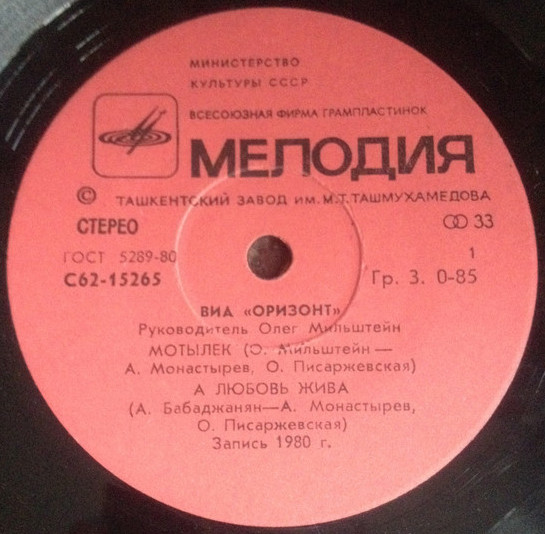 МИНИСТЕРСТВО
КУЛЬТУРЫ СССР
ВСЕСОЮЗНАЯ ФИРМА ГРАМПЛАСТИНОК
МЕЛОДИЯ
© ТАШКЕНТСКИЙ ЗАВОД ИМ. М.Т.ТАШМУХАМЕДОВА
СТЕРЕО 33
ГОСТ 5289-80 1
С62-15265 Гр. 3. 0-85
ВИА «ОРИЗОНТ»
Руководитель Олег Мильштейн
МОТЫЛЕК (О. Мильштейн —
А. Монастырев, О. Писаржевская)
А ЛЮБОВЬ ЖИВА
(А. Бабаджанян—А. Монастырев,
О. Писаржевская)
Запись 1980 г.